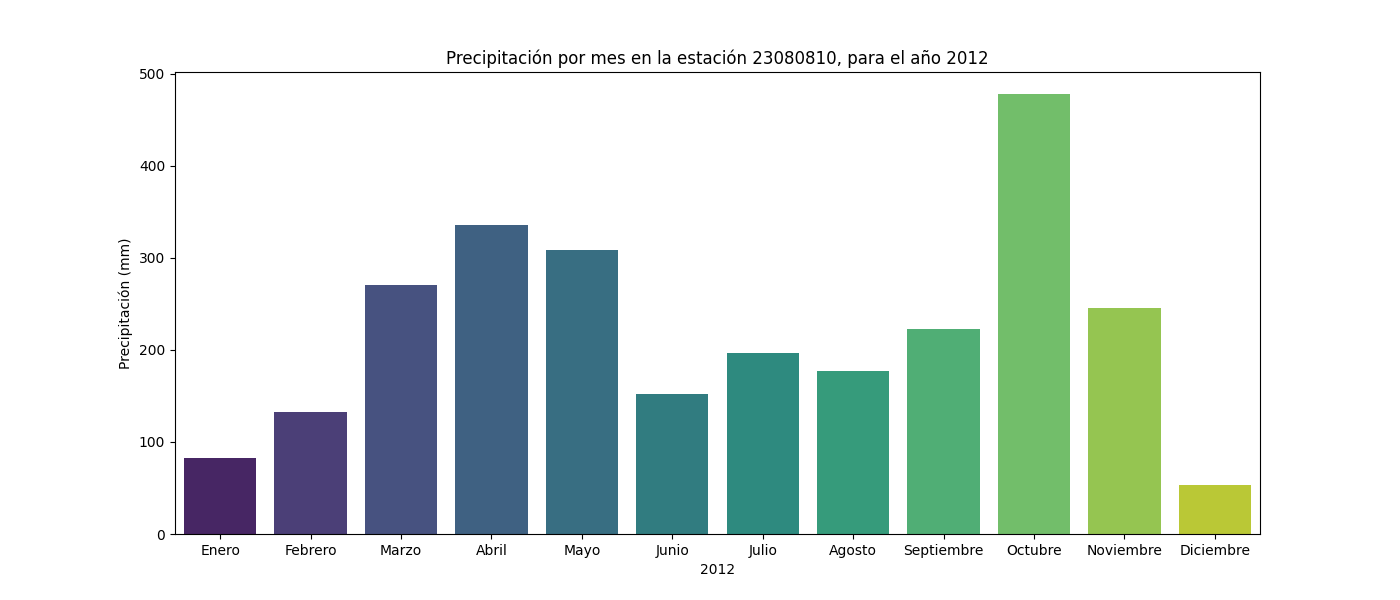 Precipitación por mes en la estación 23080810, para el año 2012
Precipitación (mm)
500
400
300
200
100
0
Enero Febrero Marzo Abril Mayo Junio Julio Agosto Septiembre Octubre Noviembre Diciembre
2012